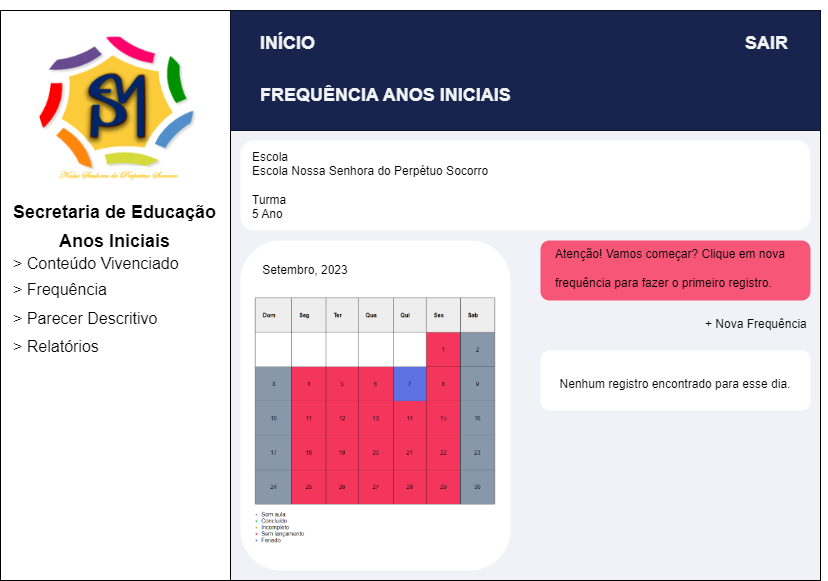 INÍCIO
SAIR
FREQUÊNCIA ANOS INICIAIS
SEMP
Nossa Senhora do Perpétuo Socorro
Secretaria de Educação
Anos Iniciais
> Conteúdo Vivenciado
> Frequência
> Parecer Descritivo
> Relatórios
Escola
Escola Nossa Senhora do Perpétuo Socorro
Turma
5 Ano
Setembro, 2023
Dom Seg Ter Qua Qui Sex Sab
1 2
3 4 5 6 7 8 9
10 11 12 13 14 15 16
17 18 19 20 21 22 23
24 25 26 27 28 29 30
Sem aula
Concluído
Incompleto
Sem lançamento
Feriado
Atenção! Vamos começar? Clique em nova
frequência para fazer o primeiro registro.
+ Nova Frequência
Nenhum registro encontrado para esse dia.